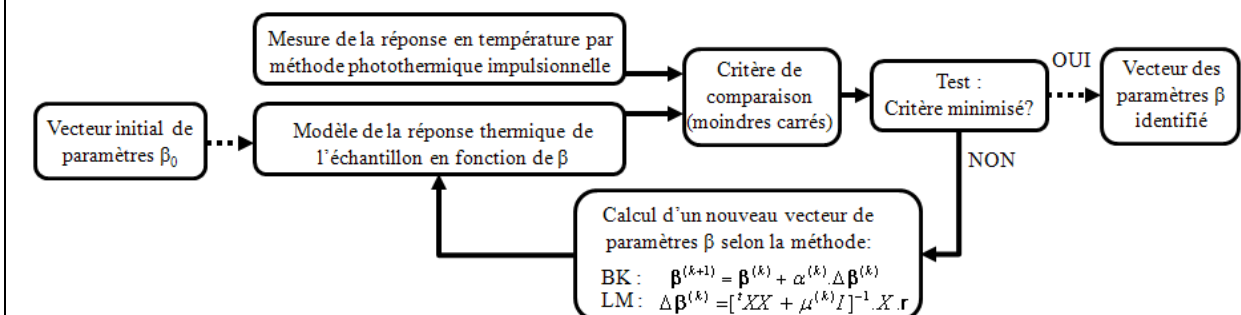 Mesure de la réponse en température par
méthode photothermique impulsionnelle
Vecteur initial de
paramètres β₀
Modèle de la réponse thermique de
l'échantillon en fonction de β
Critère de
comparaison
(moindres carrés)
Test :
Critère minimisé?
OUI
Vecteur des
paramètres β
identifié
NON
Calcul d'un nouveau vecteur de
paramètres β selon la méthode:
BK : β⁽ᵏ⁺¹⁾ = β⁽ᵏ⁾ + α⁽ᵏ⁾.Δβ⁽ᵏ⁾
LM : Δβ⁽ᵏ⁾ =[ᵗXX + μ⁽ᵏ⁾I]⁻¹.X.r